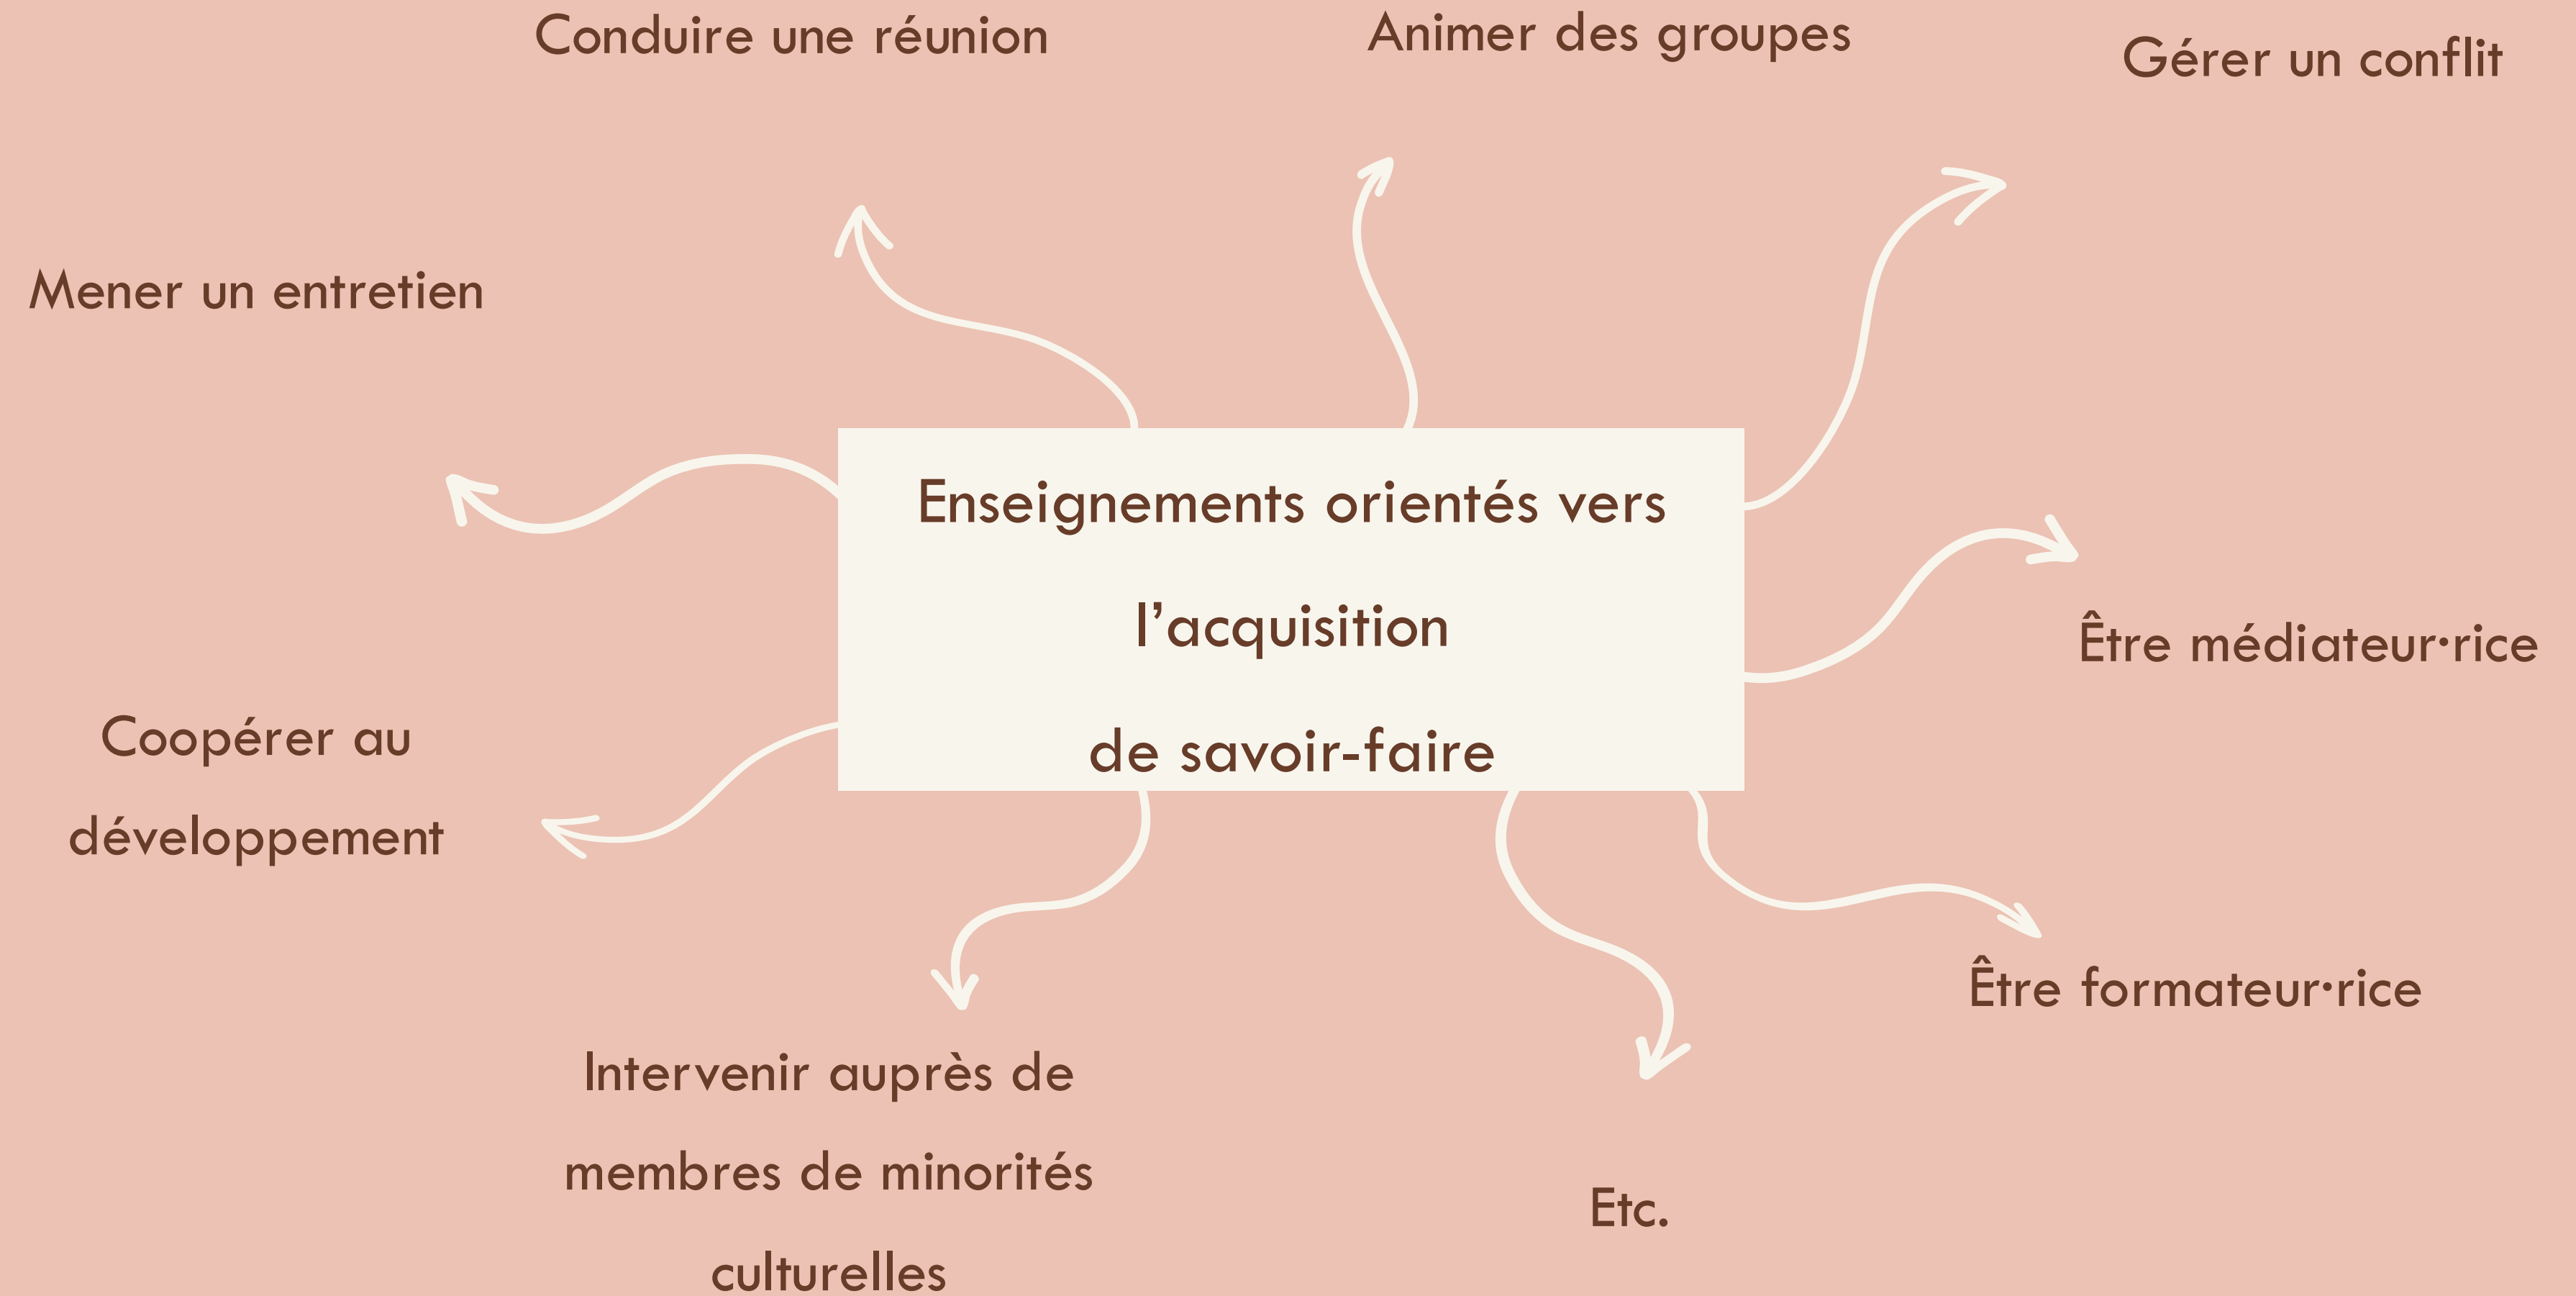 Conduire une réunion
Animer des groupes
Gérer un conflit
Mener un entretien
Enseignements orientés vers
l’acquisition
de savoir-faire
Être médiateur·rice
Coopérer au
développement
Être formateur·rice
Intervenir auprès de
membres de minorités
culturelles
Etc.